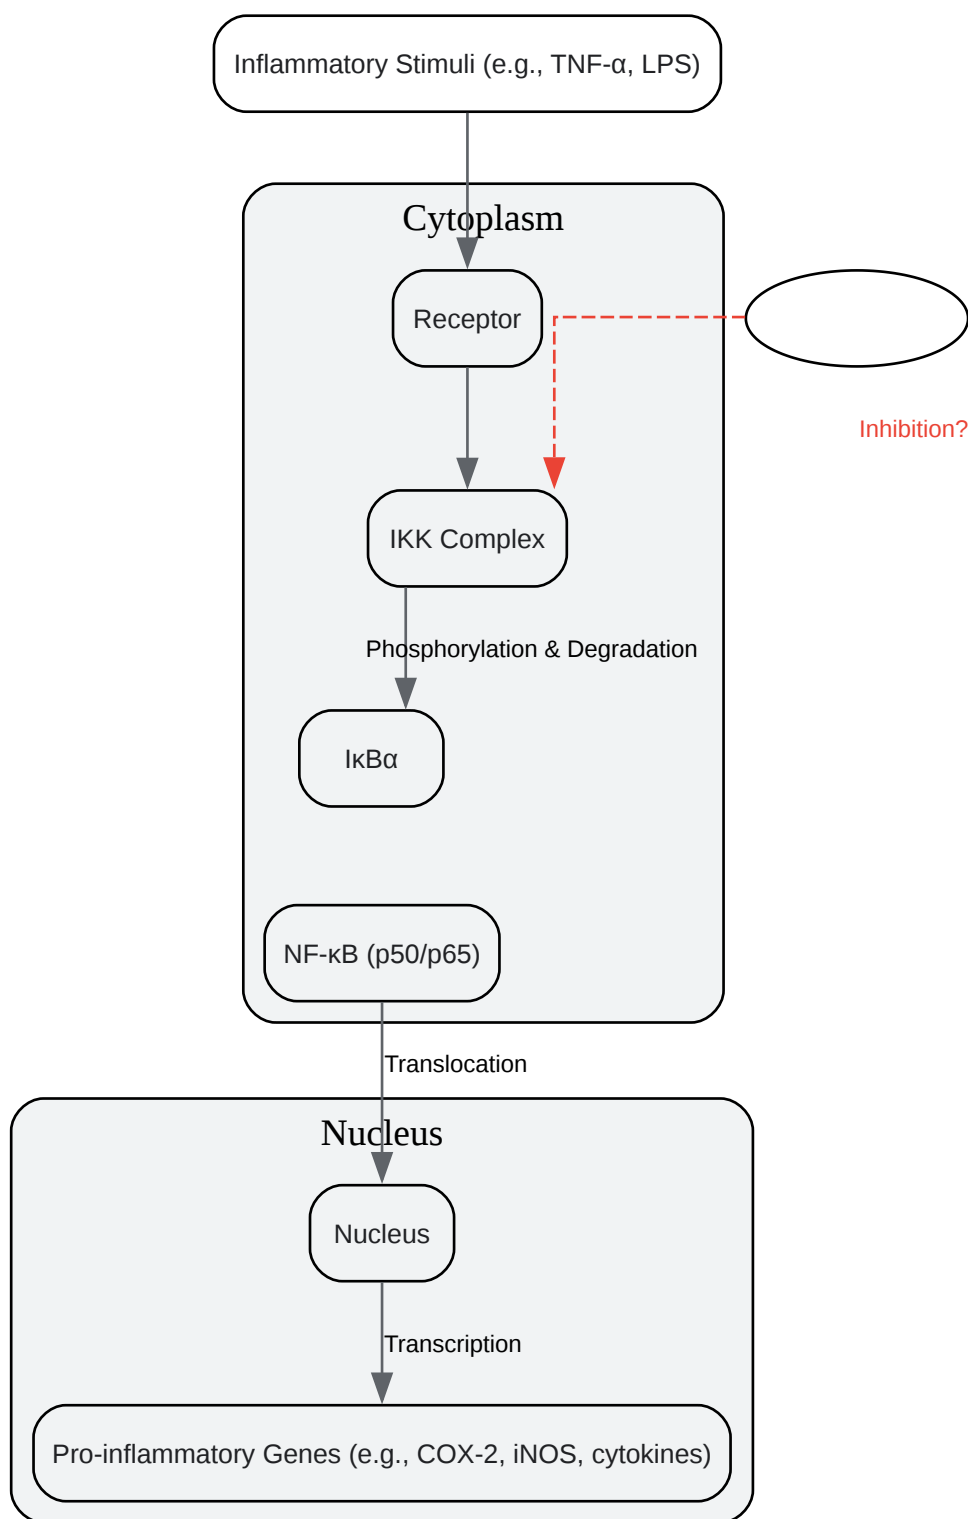 Inflammatory Stimuli (e.g., TNF-α, LPS)
Cytoplasm
Receptor
Inhibition?
IKK Complex
Phosphorylation & Degradation
IκBα
NF-κB (p50/p65)
Translocation
Nucleus
Nucleus
Transcription
Pro-inflammatory Genes (e.g., COX-2, iNOS, cytokines)